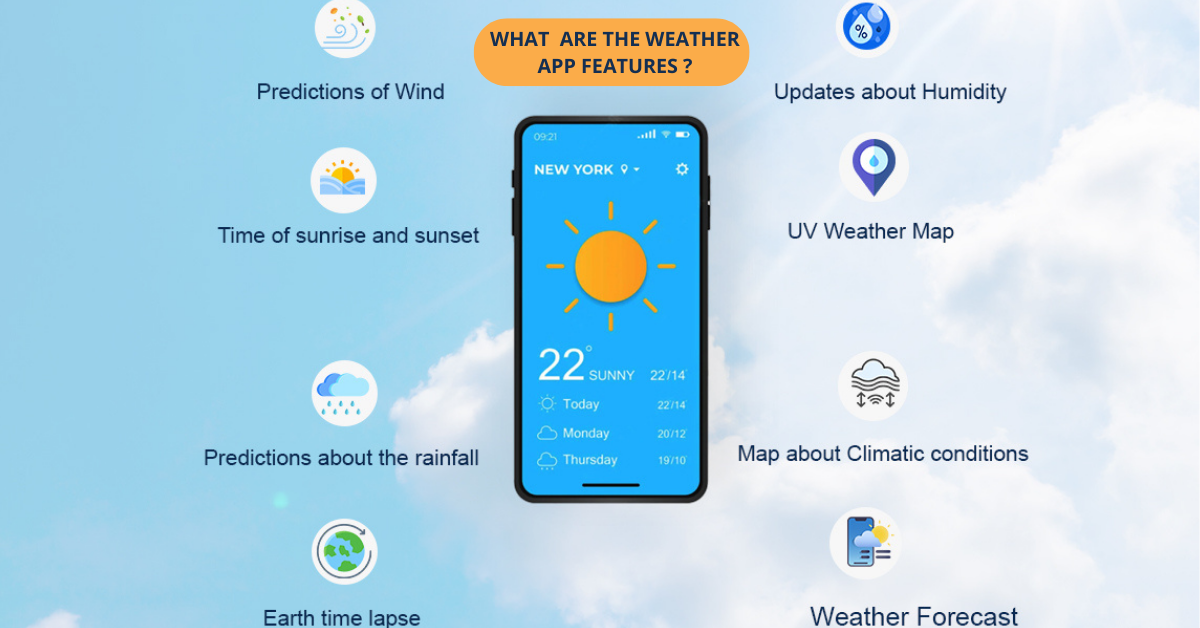 WHAT ARE THE WEATHER
APP FEATURES ?
Predictions of Wind
Time of sunrise and sunset
Predictions about the rainfall
Earth time lapse
09:21
NEW YORK
22° SUNNY 22°/14°
Today 22°/14°
Monday 20°/12°
Thursday 19°/10°
%
Updates about Humidity
UV Weather Map
Map about Climatic conditions
Weather Forecast